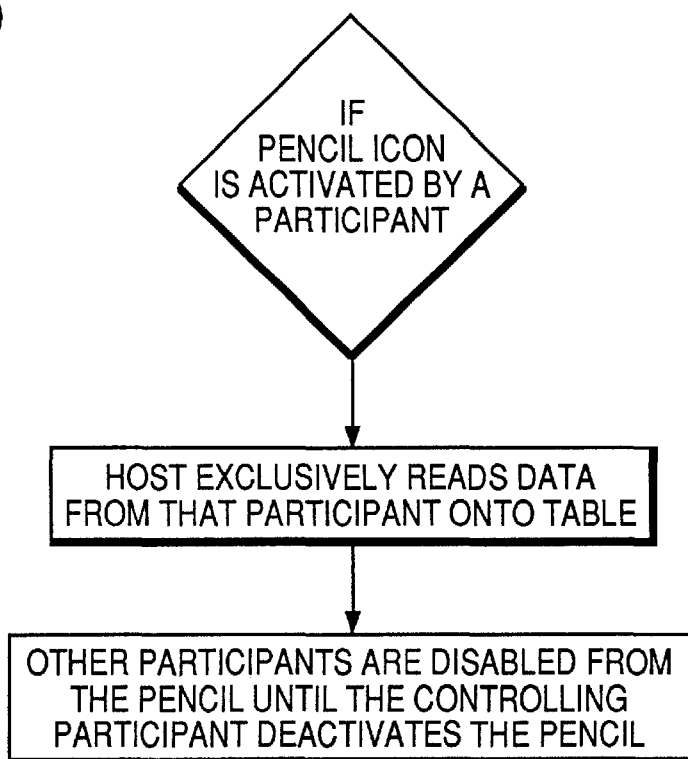 IF
PENCIL ICON
IS ACTIVATED BY A
PARTICIPANT
HOST EXCLUSIVELY READS DATA
FROM THAT PARTICIPANT ONTO TABLE
OTHER PARTICIPANTS ARE DISABLED FROM
THE PENCIL UNTIL THE CONTROLLING
PARTICIPANT DEACTIVATES THE PENCIL